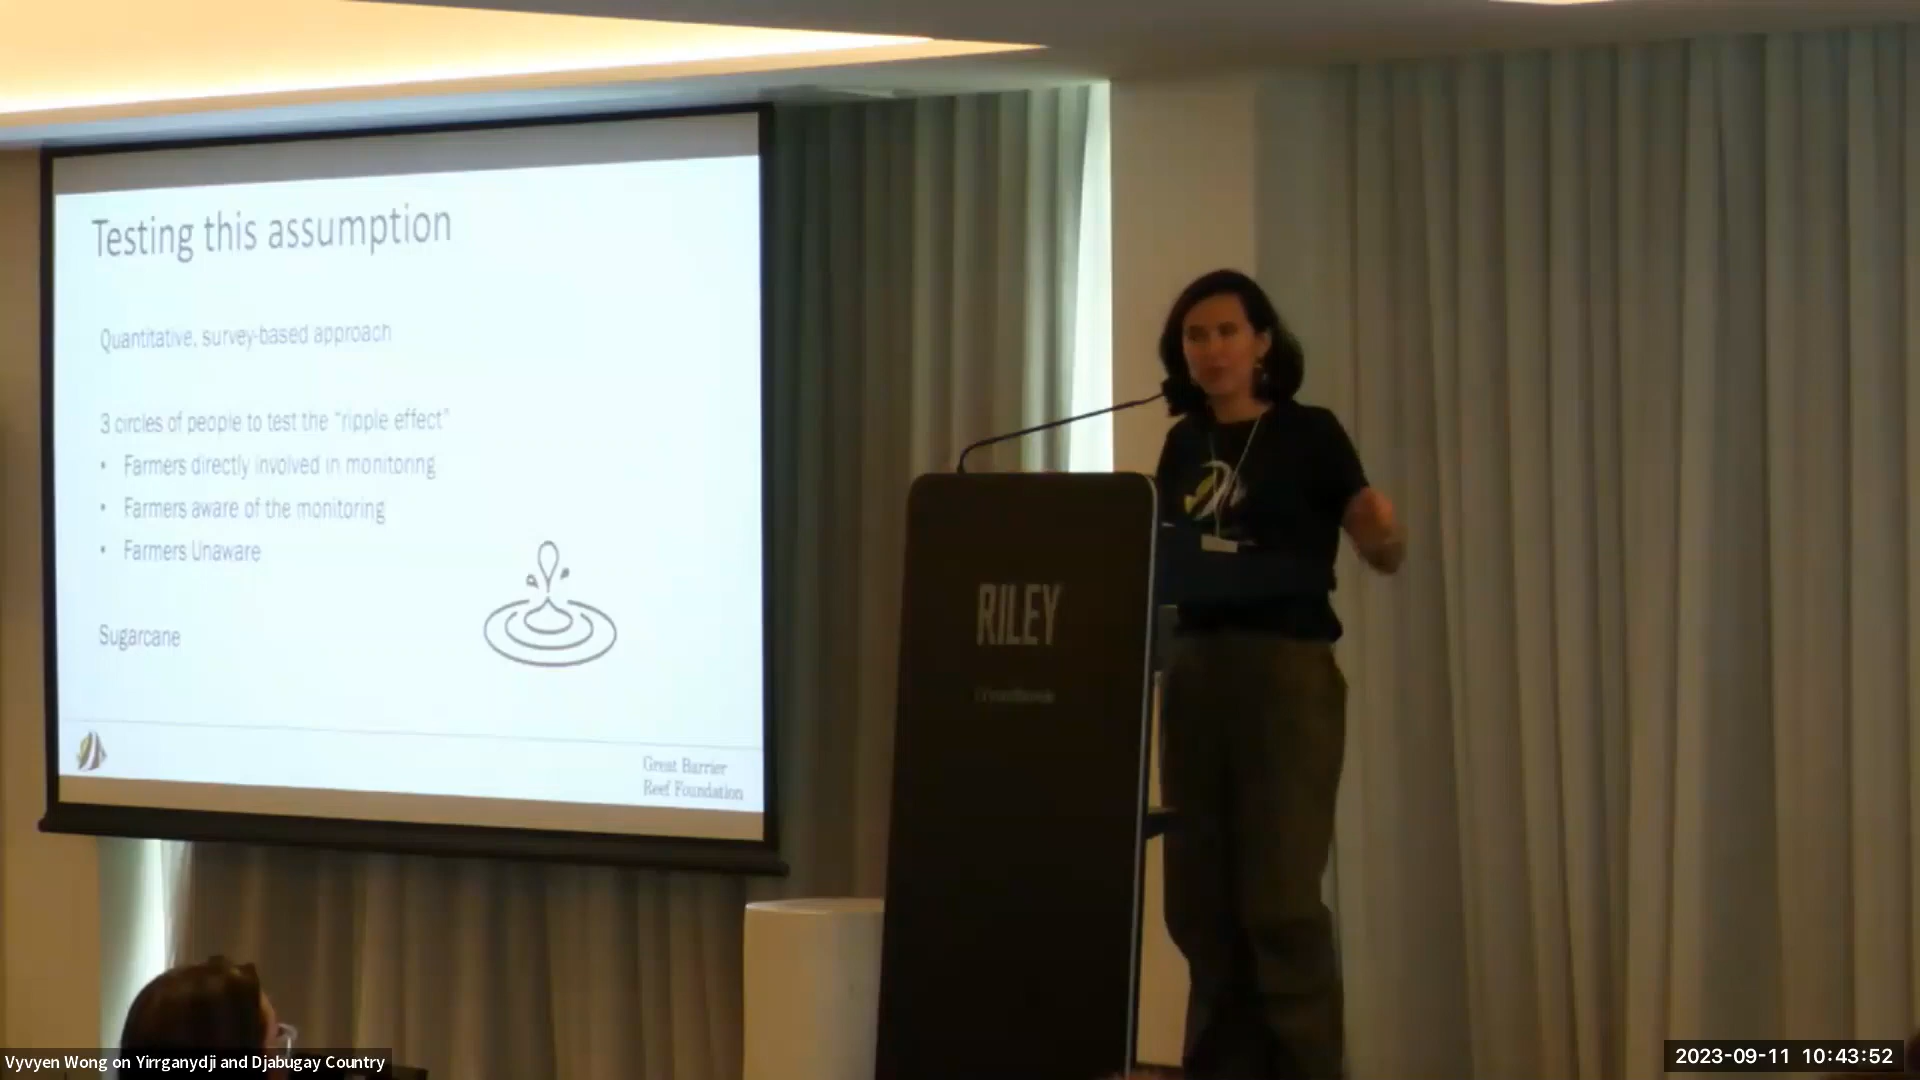 Testing this assumption
Quantitative, survey-based approach
3 circles of people to test the "ripple effect"
• Farmers directly involved in monitoring
• Farmers aware of the monitoring
• Farmers Unaware
Sugarcane
Great Barrier
Reef Foundation
RILEY
Vyvyen Wong on Yirrganydji and Djabugay Country
2023-09-11 10:43:52